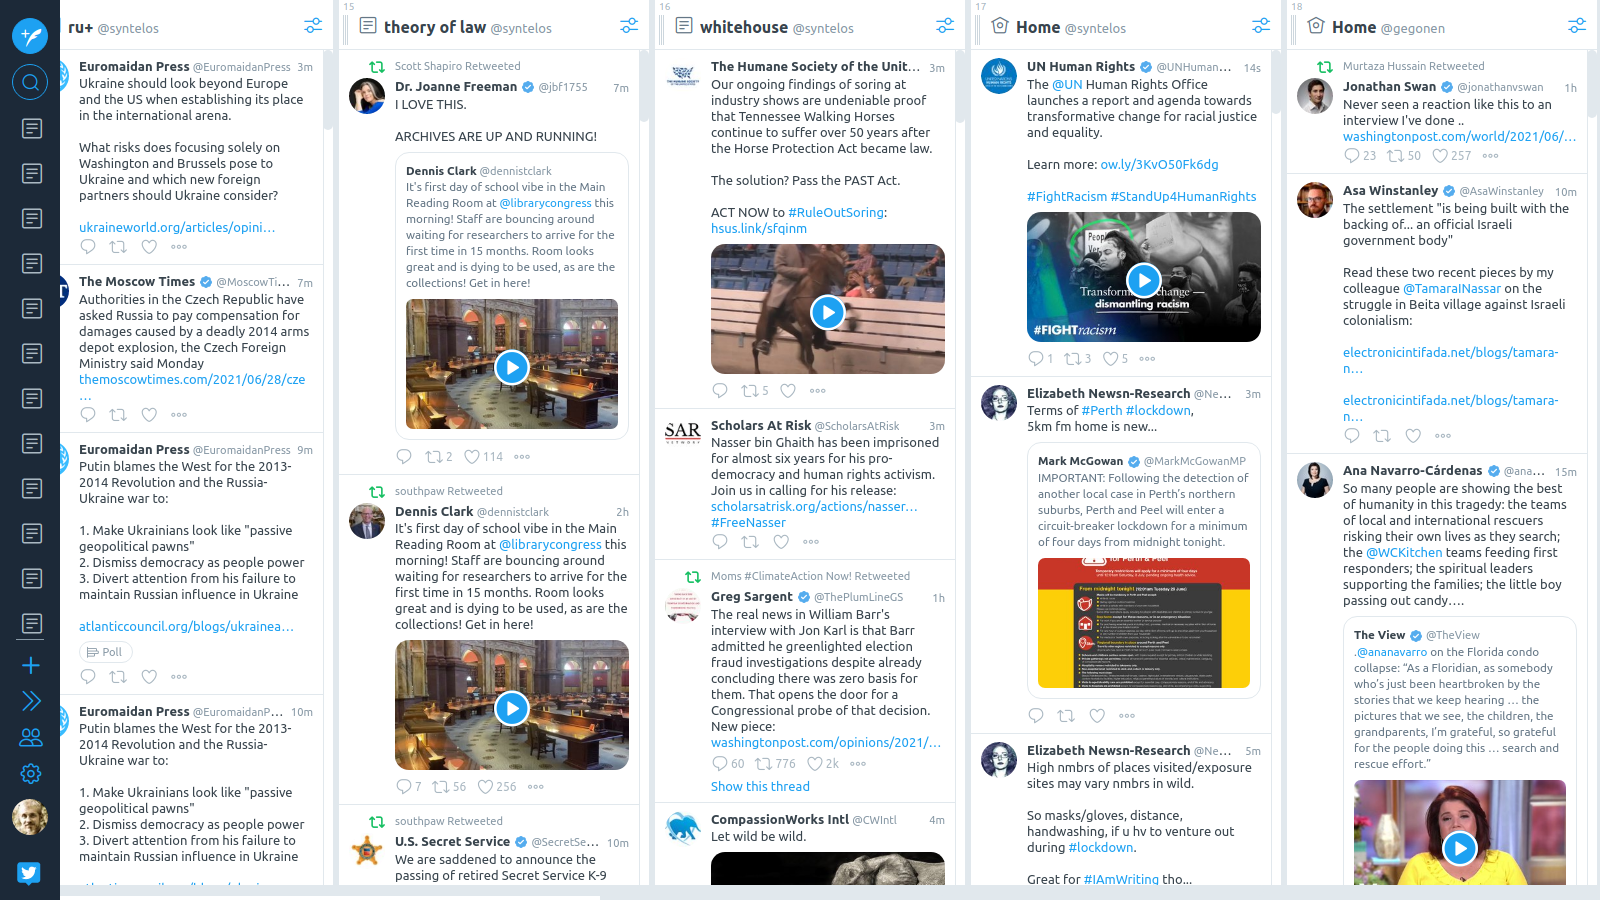 ru+ @syntelos
Euromaidan Press @EuromaidanPress 3m
Ukraine should look beyond Europe
and the US when establishing its place
in the international arena.
What risks does focusing solely on
Washington and Brussels pose to
Ukraine and which new foreign
partners should Ukraine consider?
ukraineworld.org/articles/opini…
The Moscow Times @MoscowTi… 7m
Authorities in the Czech Republic have
asked Russia to pay compensation for
damages caused by a deadly 2014 arms
depot explosion, the Czech Foreign
Ministry said Monday
themoscowtimes.com/2021/06/28/cze
…
Euromaidan Press @EuromaidanPress 9m
Putin blames the West for the 2013-
2014 Revolution and the Russia-
Ukraine war to:
1. Make Ukrainians look like "passive
geopolitical pawns"
2. Dismiss democracy as people power
3. Divert attention from his failure to
maintain Russian influence in Ukraine
atlanticcouncil.org/blogs/ukrainea…
Poll
Euromaidan Press @EuromaidanP… 10m
Putin blames the West for the 2013-
2014 Revolution and the Russia-
Ukraine war to:
1. Make Ukrainians look like "passive
geopolitical pawns"
2. Dismiss democracy as people power
3. Divert attention from his failure to
maintain Russian influence in Ukraine
15
theory of law @syntelos
Scott Shapiro Retweeted
Dr. Joanne Freeman @jbf1755 7m
I LOVE THIS.
ARCHIVES ARE UP AND RUNNING!
Dennis Clark @dennistclark
It's first day of school vibe in the Main
Reading Room at @librarycongress this
morning! Staff are bouncing around
waiting for researchers to arrive for the
first time in 15 months. Room looks
great and is dying to be used, as are the
collections! Get in here!
2 114
southpaw Retweeted
Dennis Clark @dennistclark 2h
It's first day of school vibe in the Main
Reading Room at @librarycongress this
morning! Staff are bouncing around
waiting for researchers to arrive for the
first time in 15 months. Room looks
great and is dying to be used, as are the
collections! Get in here!
7 56 256
southpaw Retweeted
U.S. Secret Service @SecretSe… 10m
We are saddened to announce the
passing of retired Secret Service K-9
16
whitehouse @syntelos
The Humane Society of the Unit… 3m
Our ongoing findings of soring at
industry shows are undeniable proof
that Tennessee Walking Horses
continue to suffer over 50 years after
the Horse Protection Act became law.
The solution? Pass the PAST Act.
ACT NOW to #RuleOutSoring:
hsus.link/sfqinm
5
SAR
NETWORK
Scholars At Risk @ScholarsAtRisk 3m
Nasser bin Ghaith has been imprisoned
for almost six years for his pro-
democracy and human rights activism.
Join us in calling for his release:
scholarsatrisk.org/actions/nasser…
#FreeNasser
Moms #ClimateAction Now! Retweeted
Greg Sargent @ThePlumLineGS 1h
The real news in William Barr's
interview with Jon Karl is that Barr
admitted he greenlighted election
fraud investigations despite already
concluding there was zero basis for
them. That opens the door for a
Congressional probe of that decision.
New piece:
washingtonpost.com/opinions/2021/…
60 776 2k
Show this thread
CompassionWorks Intl @CWIntl 4m
Let wild be wild.
17
Home @syntelos
UN Human Rights @UNHuman… 14s
The @UN Human Rights Office
launches a report and agenda towards
transformative change for racial justice
and equality.
Learn more: ow.ly/3KvO50Fk6dg
#FightRacism #StandUp4HumanRights
dismantling racism
#FIGHTracism
1 3 5
Elizabeth Newsn-Research @Ne… 3m
Terms of #Perth #lockdown,
5km fm home is new...
Mark McGowan @MarkMcGowanMP
IMPORTANT: Following the detection of
another local case in Perth's northern
suburbs, Perth and Peel will enter a
circuit-breaker lockdown for a minimum
of four days from midnight tonight.
for Perth & Peel
From midnight tonight
Elizabeth Newsn-Research @Ne… 5m
High nmbrs of places visited/exposure
sites may vary nmbrs in wild.
So masks/gloves, distance,
handwashing, if u hv to venture out
during #lockdown.
Great for #IAmWriting tho...
18
Home @gegonen
Murtaza Hussain Retweeted
Jonathan Swan @jonathanvswan 1h
Never seen a reaction like this to an
interview I've done ..
washingtonpost.com/world/2021/06/…
23 50 257
Asa Winstanley @AsaWinstanley 10m
The settlement "is being built with the
backing of... an official Israeli
government body"
Read these two recent pieces by my
colleague @TamaraINassar on the
struggle in Beita village against Israeli
colonialism:
electronicintifada.net/blogs/tamara-
n…
electronicintifada.net/blogs/tamara-
n…
Ana Navarro-Cárdenas @ana… 15m
So many people are showing the best
of humanity in this tragedy: the teams
of local and international rescuers
risking their own lives as they search;
the @WCKitchen teams feeding first
responders; the spiritual leaders
supporting the families; the little boy
passing out candy….
The View @TheView
.@ananavarro on the Florida condo
collapse: “As a Floridian, as somebody
who's just been heartbroken by the
stories that we keep hearing … the
pictures that we see, the children, the
grandparents, I'm grateful, so grateful
for the people doing this … search and
rescue effort.”